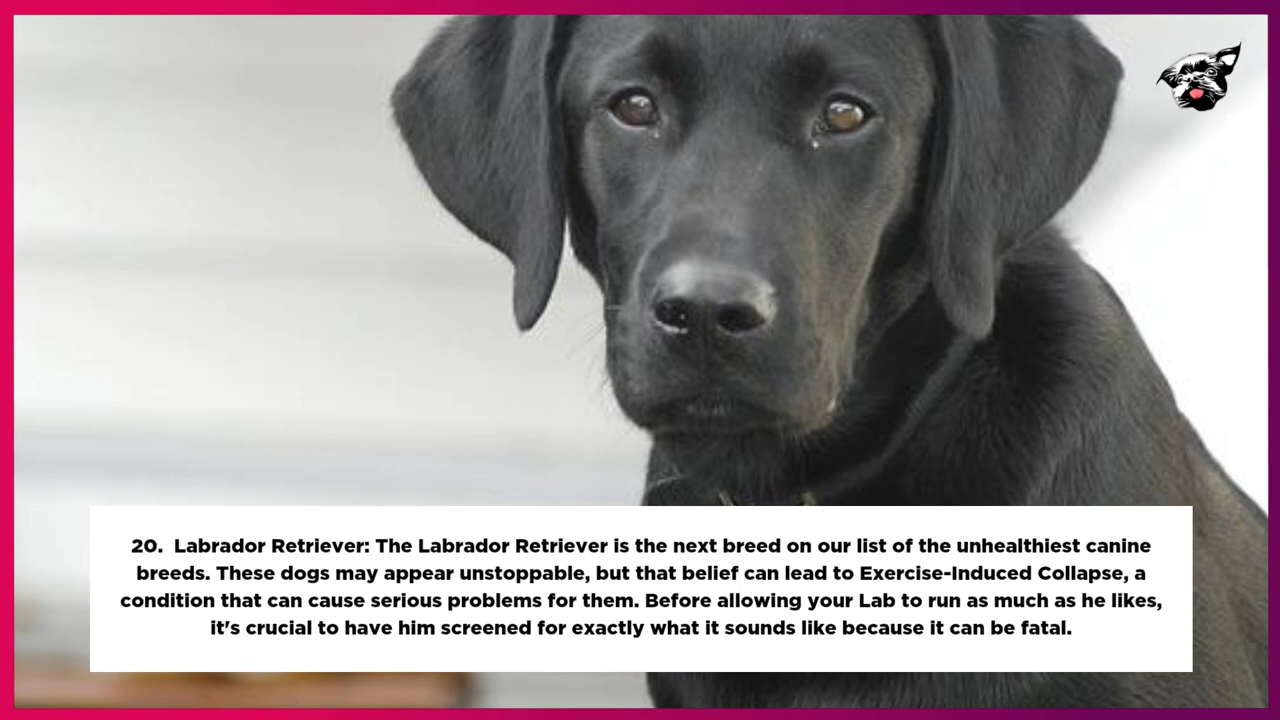 20.  Labrador Retriever: The Labrador Retriever is the next breed on our list of the unhealthiest canine
breeds. These dogs may appear unstoppable, but that belief can lead to Exercise-Induced Collapse, a
condition that can cause serious problems for them. Before allowing your Lab to run as much as he likes,
it's crucial to have him screened for exactly what it sounds like because it can be fatal.